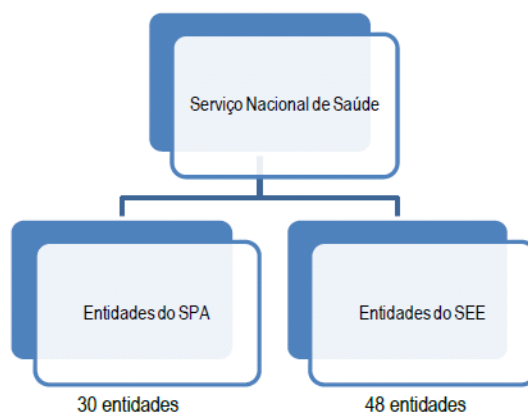 Serviço Nacional de Saúde
Entidades do SPA
Entidades do SEE
30 entidades
48 entidades